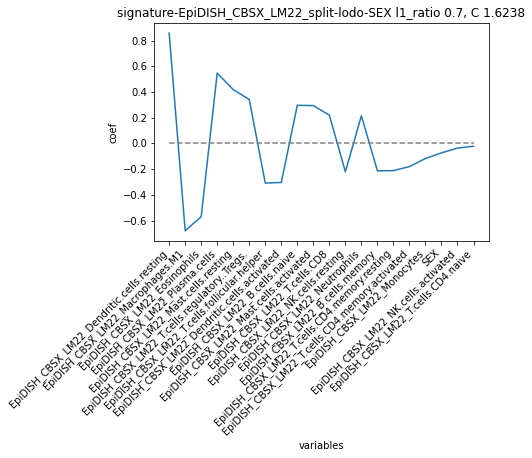 signature-EpiDISH_CBSX_LM22_split-lodo-SEX l1_ratio 0.7, C 1.6238
0.8
0.6
0.4
0.2
0.0
−0.2
−0.4
−0.6
coef
EpiDISH_CBSX_LM22_Dendritic.cells.resting
EpiDISH_CBSX_LM22_Macrophages.M1
EpiDISH_CBSX_LM22_Eosinophils
EpiDISH_CBSX_LM22_Plasma.cells
EpiDISH_CBSX_LM22_Mast.cells.resting
EpiDISH_CBSX_LM22_T.cells.regulatory..Tregs.
EpiDISH_CBSX_LM22_T.cells.follicular.helper
EpiDISH_CBSX_LM22_Dendritic.cells.activated
EpiDISH_CBSX_LM22_B.cells.naive
EpiDISH_CBSX_LM22_Mast.cells.activated
EpiDISH_CBSX_LM22_T.cells.CD8
EpiDISH_CBSX_LM22_NK.cells.resting
EpiDISH_CBSX_LM22_Neutrophils
EpiDISH_CBSX_LM22_B.cells.memory
EpiDISH_CBSX_LM22_T.cells.CD4.memory.resting
EpiDISH_CBSX_LM22_T.cells.CD4.memory.activated
EpiDISH_CBSX_LM22_Monocytes
SEX
EpiDISH_CBSX_LM22_NK.cells.activated
EpiDISH_CBSX_LM22_T.cells.CD4.naive
variables